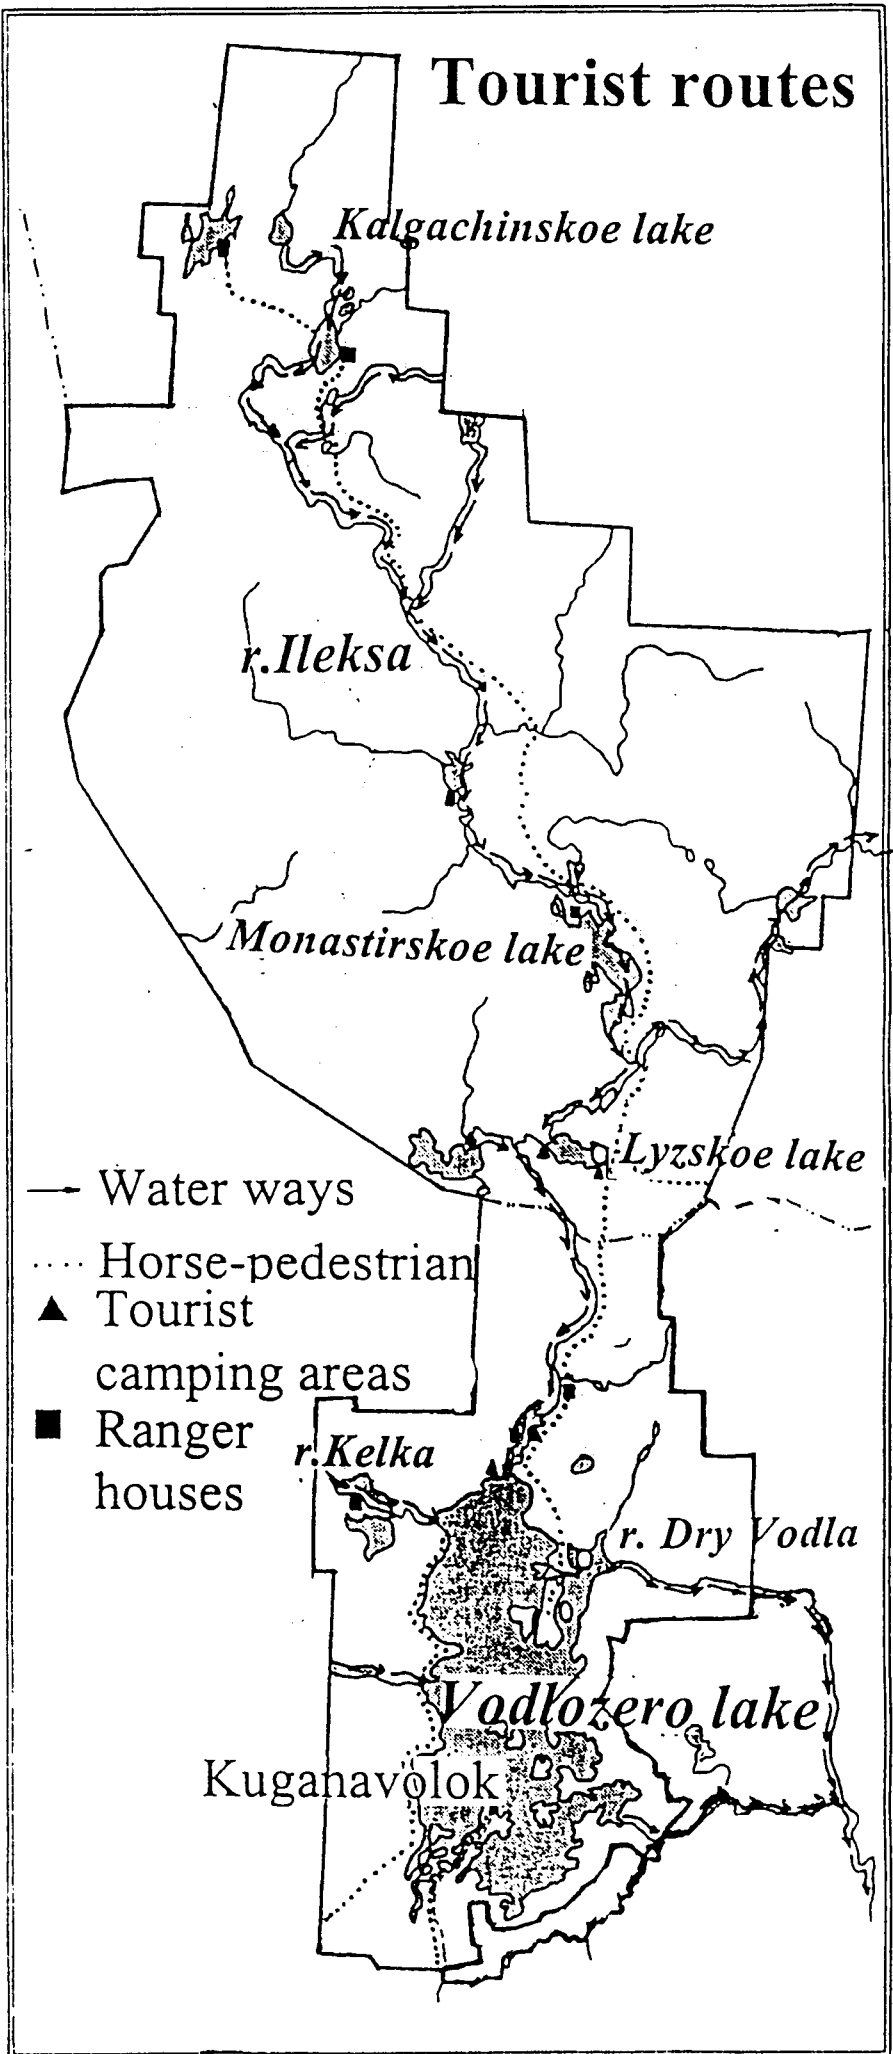 Tourist routes
Kalgachinskoe lake
r.Ileksa
Monastirskoe lake
Lyzskoe lake
Water ways
Horse-pedestrian
Tourist
camping areas
Ranger
houses
r.Kelka
r. Dry Vodla
Vodlozero lake
Kuganavolok